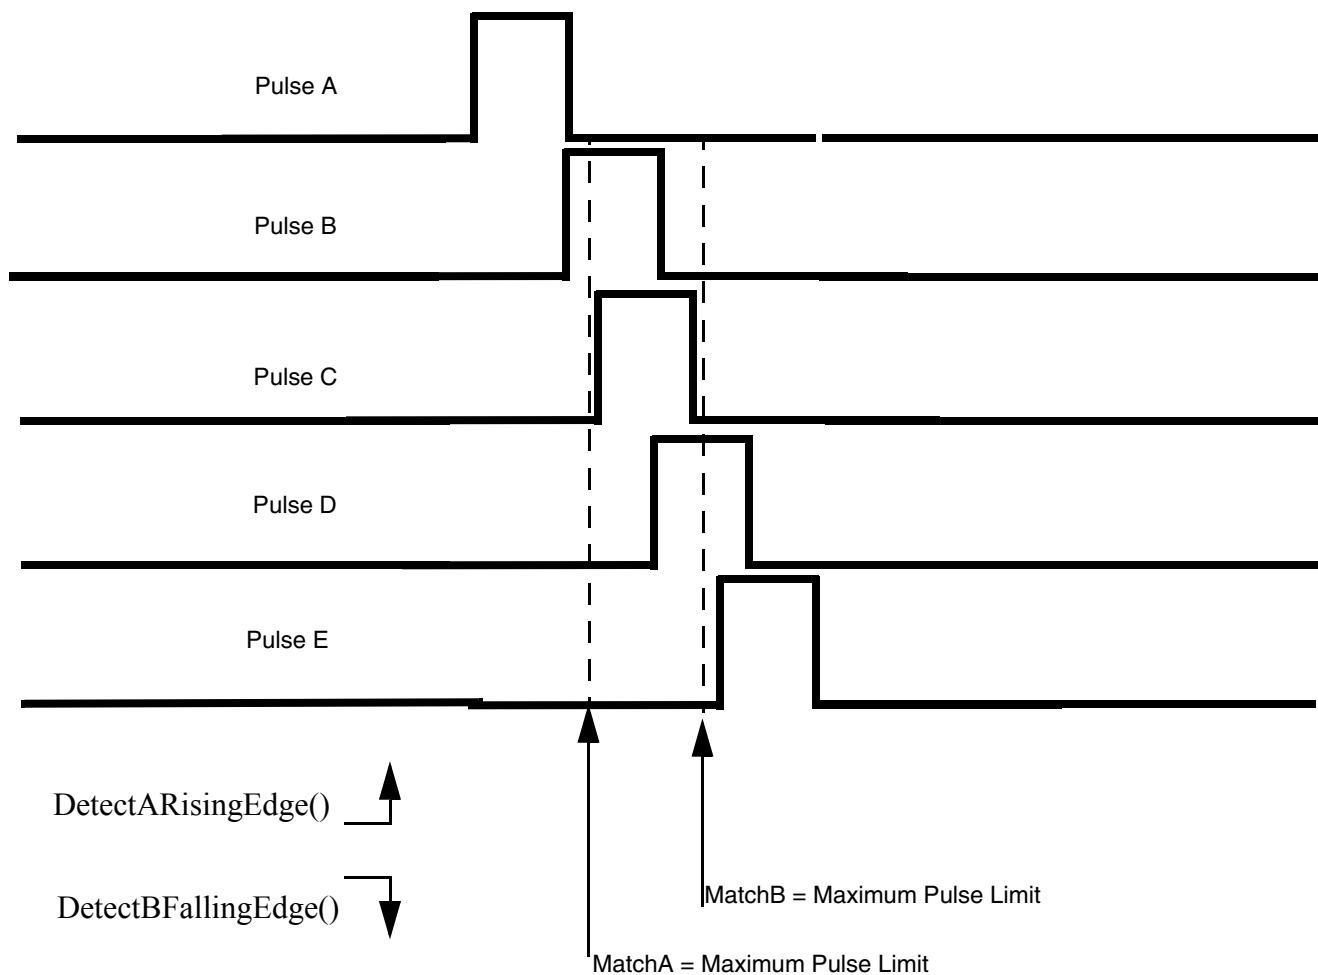 Pulse A
Pulse B
Pulse C
Pulse D
Pulse E
DetectARisingEdge()
DetectBFallingEdge()
MatchB = Maximum Pulse Limit
MatchA = Maximum Pulse Limit